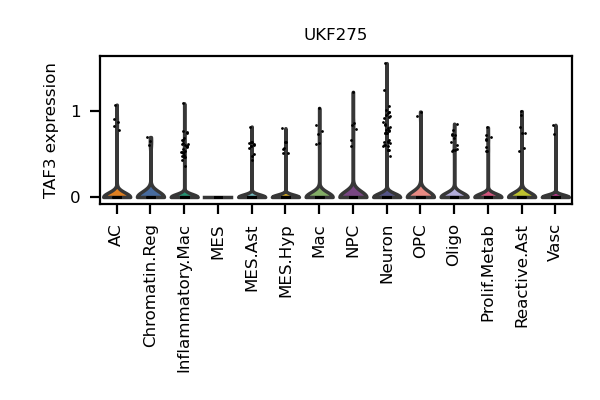 UKF275
TAF3 expression
1
0
AC
Chromatin.Reg
Inflammatory.Mac
MES
MES.Ast
MES.Hyp
Mac
NPC
Neuron
OPC
Oligo
Prolif.Metab
Reactive.Ast
Vasc